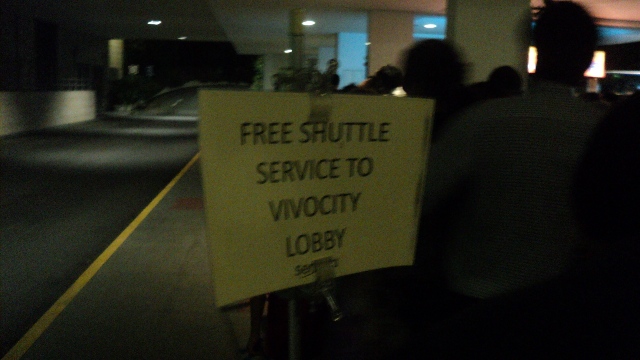 FREE SHUTTLE
SERVICE TO
VIVOCITY
LOBBY